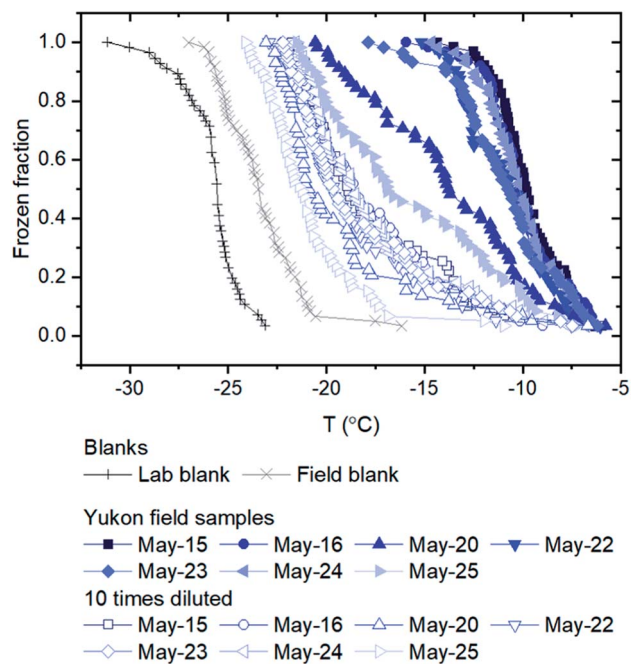 1.0
0.8
0.6
0.4
0.2
0.0
Frozen fraction
-30 -25 -20 -15 -10 -5
T (°C)
Blanks
Lab blank Field blank
Yukon field samples
May-15 May-16 May-20 May-22
May-23 May-24 May-25
10 times diluted
May-15 May-16 May-20 May-22
May-23 May-24 May-25